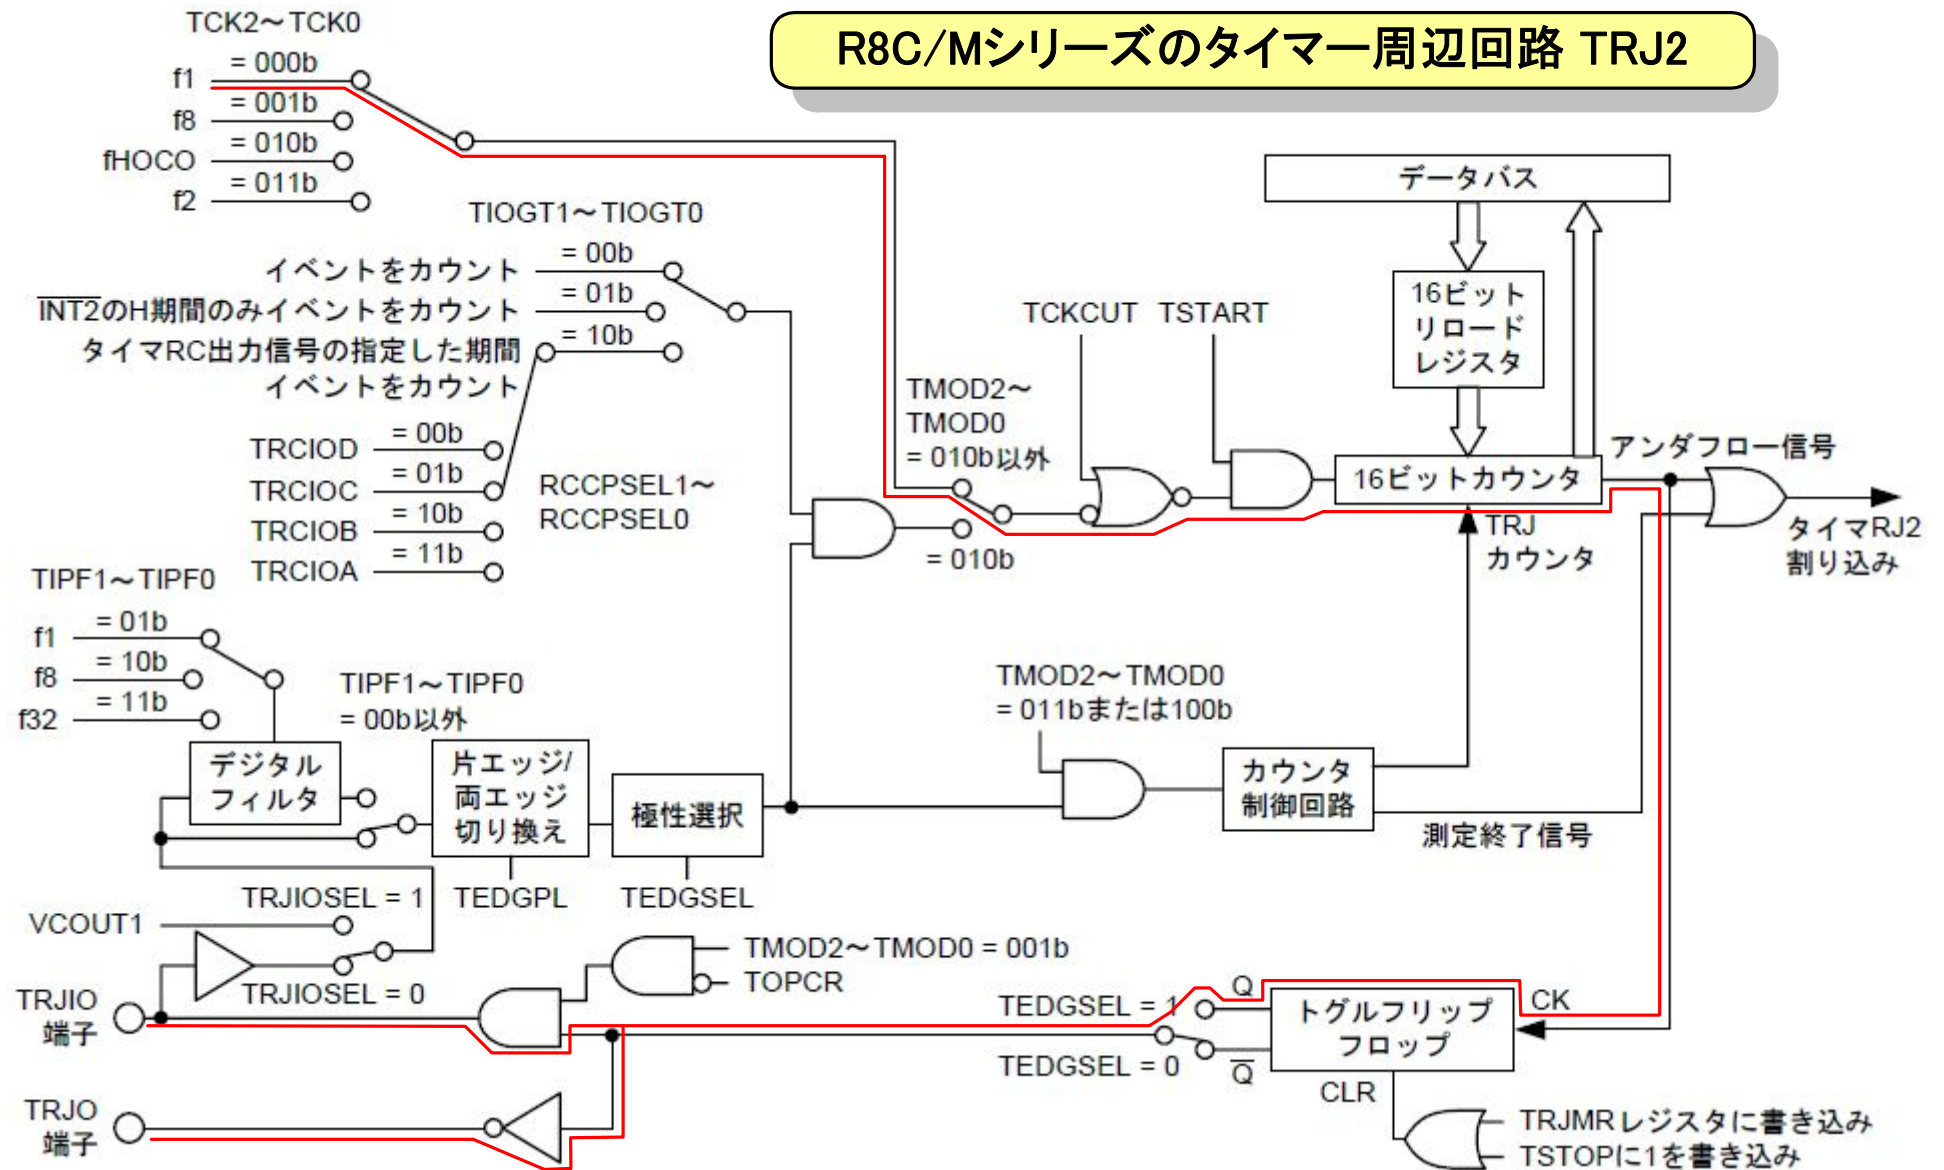 R8C/Mシリーズのタイマー周辺回路 TRJ2
TCK2～TCK0
f1
= 000b
f8
= 001b
fHOCO
= 010b
f2
= 011b
TIOGT1～TIOGT0
イベントをカウント
= 00b
INT2のH期間のみイベントをカウント
= 01b
タイマRC出力信号の指定した期間
イベントをカウント
= 10b
TRCIOD
= 00b
TRCIOC
= 01b
TRCIOB
= 10b
TRCIOA
= 11b
RCCPSEL1～
RCCPSEL0
TMOD2～
TMOD0
= 010b以外
= 010b
TCKCUT
TSTART
データバス
16ビット
リロード
レジスタ
16ビットカウンタ
アンダフロー信号
TRJ
カウンタ
タイマRJ2
割り込み
TIPF1～TIPF0
f1
= 01b
f8
= 10b
f32
= 11b
デジタル
フィルタ
TIPF1～TIPF0
= 00b以外
片エッジ/
両エッジ
切り換え
極性選択
TEDGPL
TEDGSEL
TMOD2～TMOD0
= 011bまたは100b
カウンタ
制御回路
測定終了信号
VCOUT1
TRJIOSEL = 1
TRJIOSEL = 0
TRJIO
端子
TMOD2～TMOD0 = 001b
TOPCR
TEDGSEL = 1
TEDGSEL = 0
Q
Q
トグルフリップ
フロップ
CK
CLR
TRJO
端子
TRJMRレジスタに書き込み
TSTOPに1を書き込み